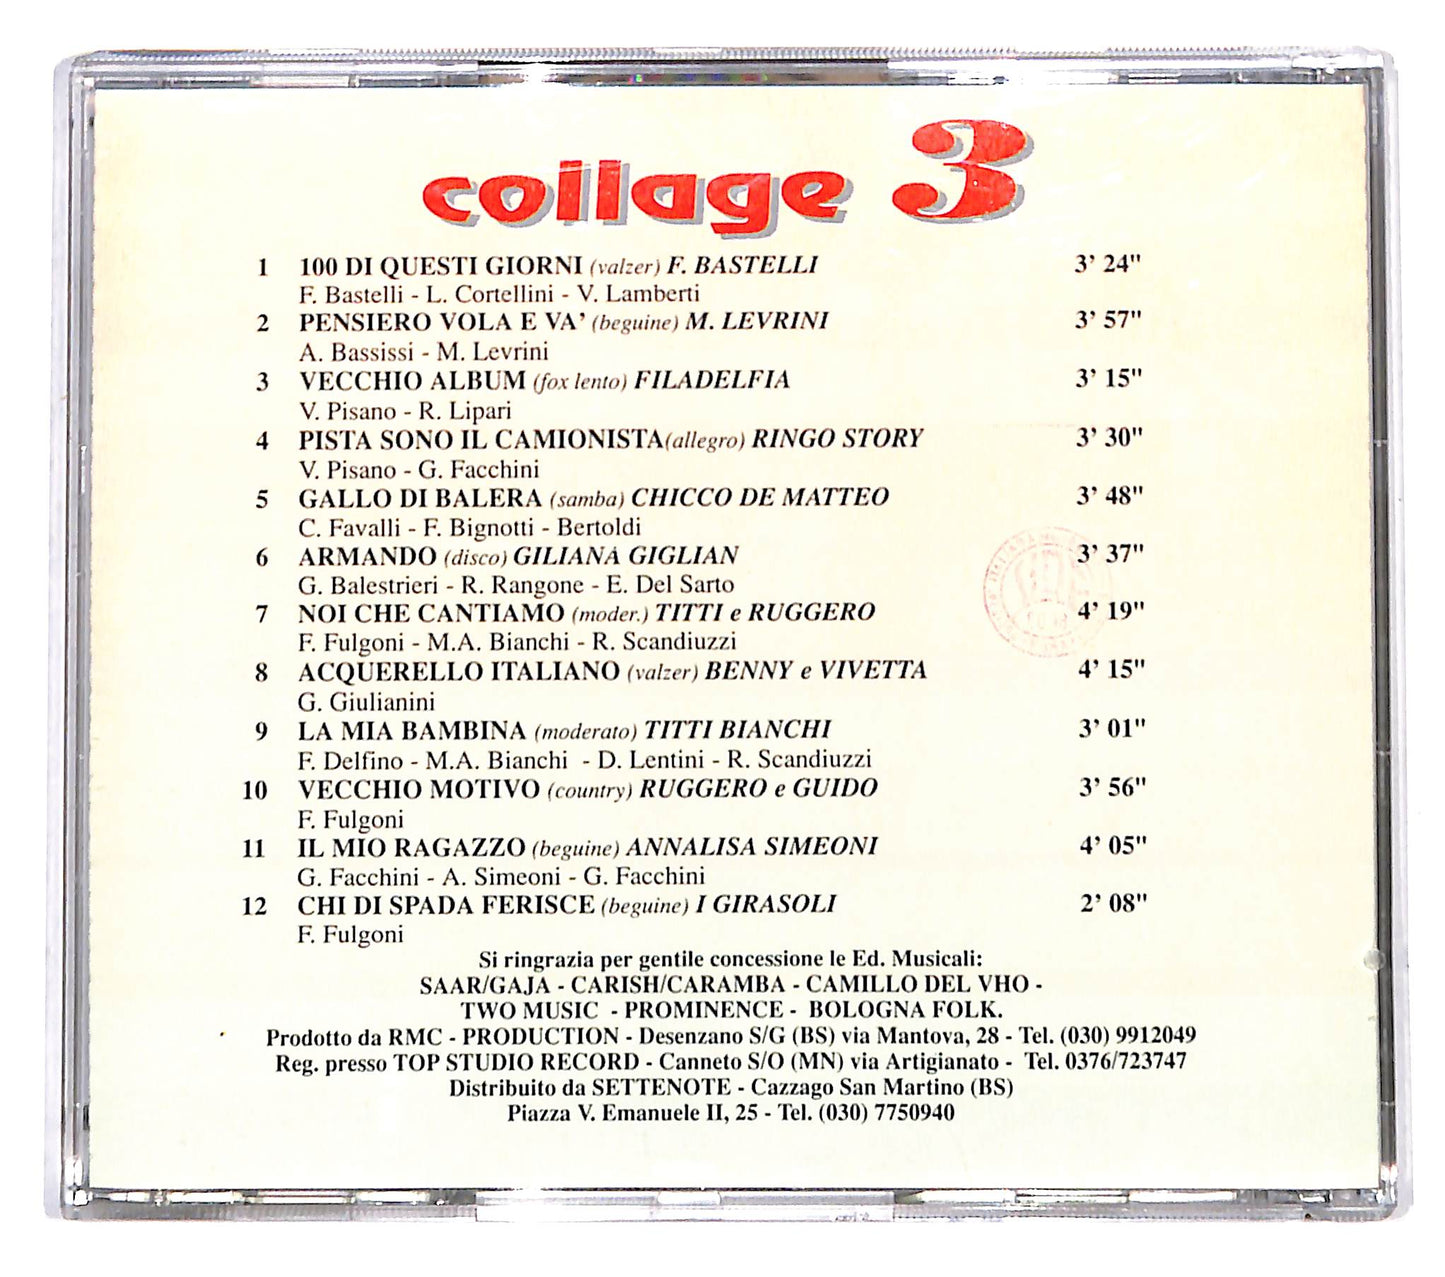 collage 3
1 100 DI QUESTI GIORNI (valzer) F. BASTELLI 3' 24"
F. Bastelli - L. Cortellini - V. Lamberti
2 PENSIERO VOLA E VA' (beguine) M. LEVRINI 3' 57"
A. Bassissi - M. Levrini
3 VECCHIO ALBUM (fox lento) FILADELFIA 3' 15"
V. Pisano - R. Lipari
4 PISTA SONO IL CAMIONISTA(allegro) RINGO STORY 3' 30"
V. Pisano - G. Facchini
5 GALLO DI BALERA (samba) CHICCO DE MATTEO 3' 48"
C. Favalli - F. Bignotti - Bertoldi
6 ARMANDO (disco) GILIANA GIGLIAN 3' 37"
G. Balestrieri - R. Rangone - E. Del Sarto
7 NOI CHE CANTIAMO (moder.) TITTI e RUGGERO 4' 19"
F. Fulgoni - M.A. Bianchi - R. Scandiuzzi
8 ACQUERELLO ITALIANO (valzer) BENNY e VIVETTA 4' 15"
G. Giulianini
9 LA MIA BAMBINA (moderato) TITTI BIANCHI 3' 01"
F. Delfino - M.A. Bianchi - D. Lentini - R. Scandiuzzi
10 VECCHIO MOTIVO (country) RUGGERO e GUIDO 3' 56"
F. Fulgoni
11 IL MIO RAGAZZO (beguine) ANNALISA SIMEONI 4' 05"
G. Facchini - A. Simeoni - G. Facchini
12 CHI DI SPADA FERISCE (beguine) I GIRASOLI 2' 08"
F. Fulgoni
Si ringrazia per gentile concessione le Ed. Musicali:
SAAR/GAJA - CARISH/CARAMBA - CAMILLO DEL VHO -
TWO MUSIC - PROMINENCE - BOLOGNA FOLK.
Prodotto da RMC - PRODUCTION - Desenzano S/G (BS) via Mantova, 28 - Tel. (030) 9912049
Reg. presso TOP STUDIO RECORD - Canneto S/O (MN) via Artigianato - Tel. 0376/723747
Distribuito da SETTENOTE - Cazzago San Martino (BS)
Piazza V. Emanuele II, 25 - Tel. (030) 7750940